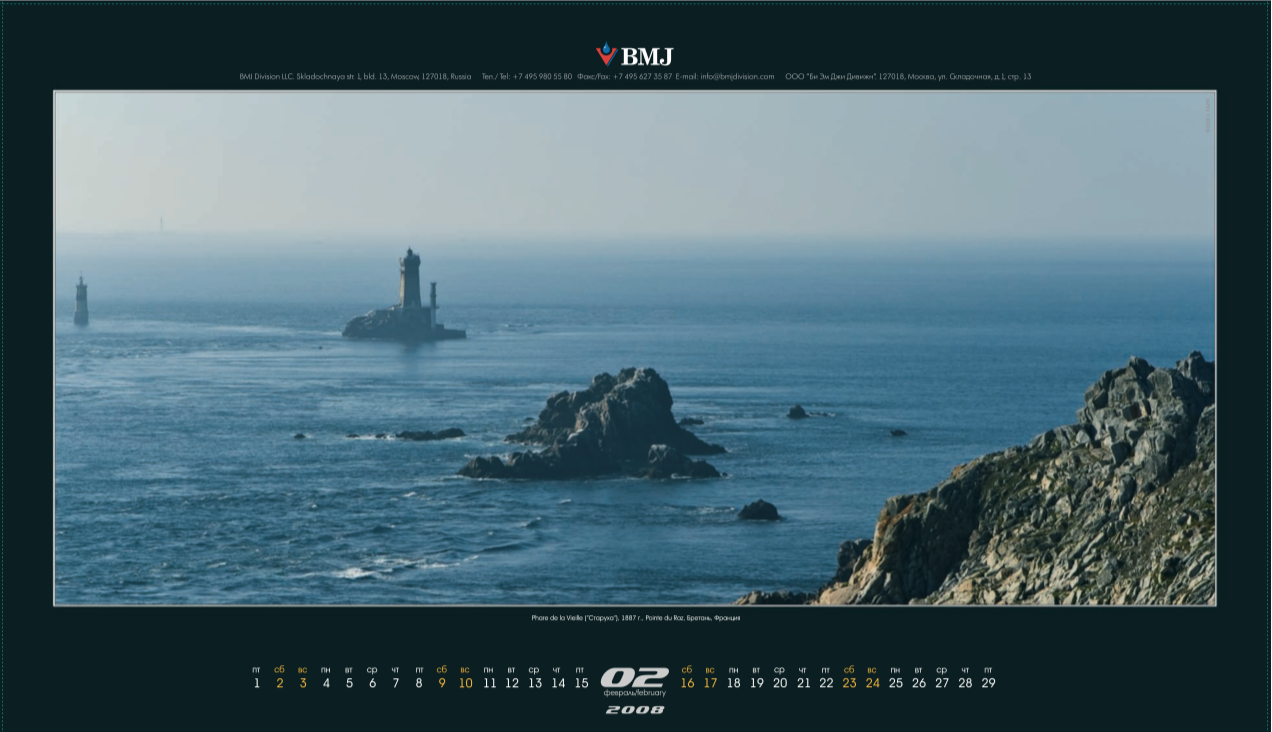 BMJ
BMJ Division LLC, Skladochnaya str. 1, bld. 13, Moscow, 127018, Russia Тел./ Tel: +7 495 980 55 80 Факс/Fax: +7 495 627 35 87 E-mail: info@bmjdivision.com ООО "Би Эм Джи Дивижн". 127018, Москва, ул. Складочная, д.1, стр. 13
Phare de la Vieille ("Старуха"), 1887 г., Pointe du Raz, Бретань, Франция
пт сб вс пн вт ср чт пт сб вс пн вт ср чт пт 02 сб вс пн вт ср чт пт сб вс пн вт ср чт пт
1 2 3 4 5 6 7 8 9 10 11 12 13 14 15 февраль/february 16 17 18 19 20 21 22 23 24 25 26 27 28 29
2008